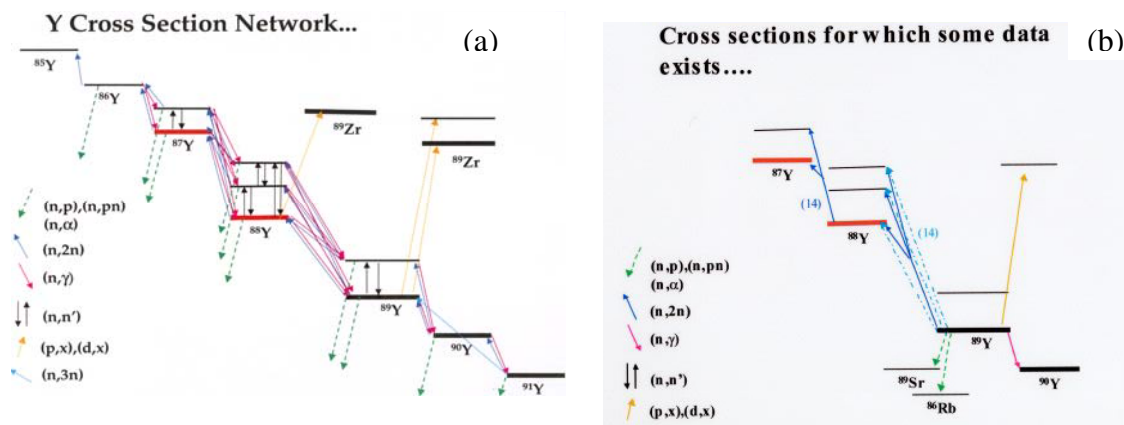 Y Cross Section Network...
(a)
⁸⁵Y
⁸⁶Y
⁸⁷Y
⁸⁹Zr
⁸⁹Zr
⁸⁸Y
⁸⁹Y
⁹⁰Y
⁹¹Y
(n,p),(n,pn)
(n,α)
(n,2n)
(n,γ)
(n,n')
(p,x),(d,x)
(n,3n)
Cross sections for which some data
exists....
(b)
⁸⁷Y
(14)
⁸⁸Y
(14)
⁸⁹Y
⁸⁹Sr
⁸⁶Rb
⁹⁰Y
(n,p),(n,pn)
(n,α)
(n,2n)
(n,γ)
(n,n')
(p,x),(d,x)